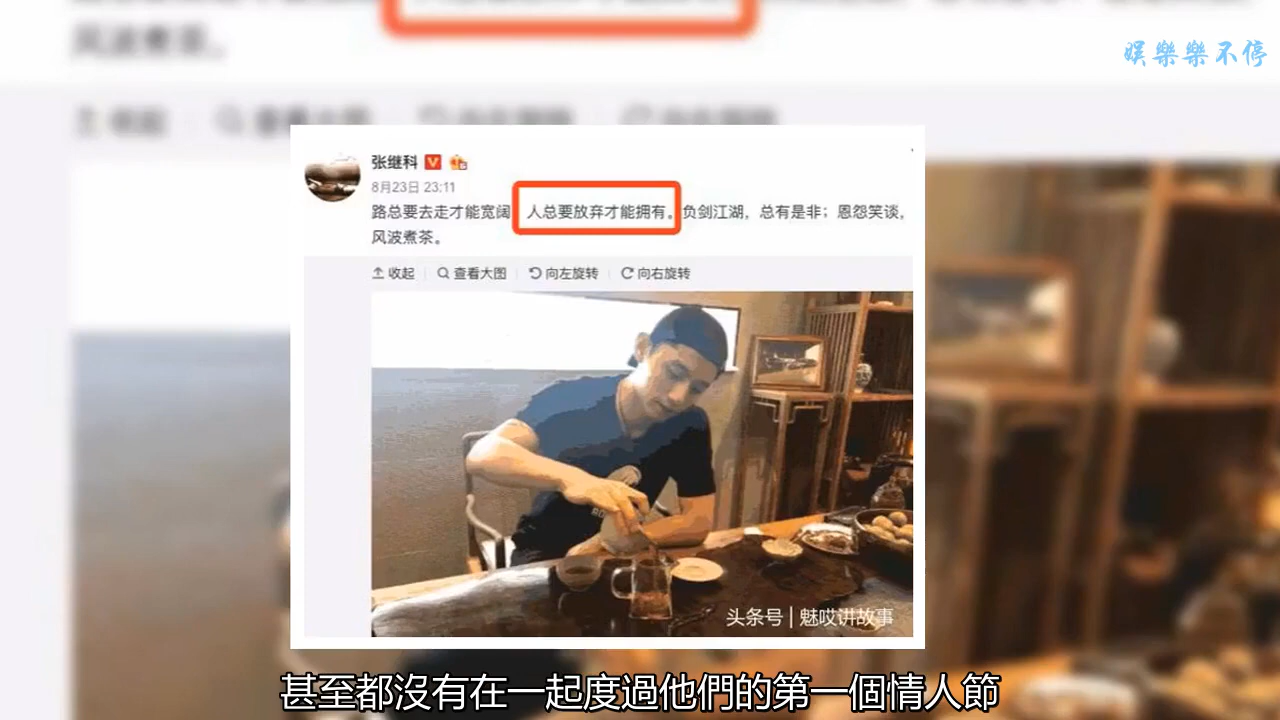 风波煮茶。
娱樂樂不停
张继科
8月23日 23:11
路总要去走才能宽阔 人总要放弃才能拥有。负剑江湖，总有是非；恩怨笑谈，
风波煮茶。
收起 查看大图 向左旋转 向右旋转
头条号 | 魅哎讲故事
甚至都沒有在一起度過他們的第一個情人節